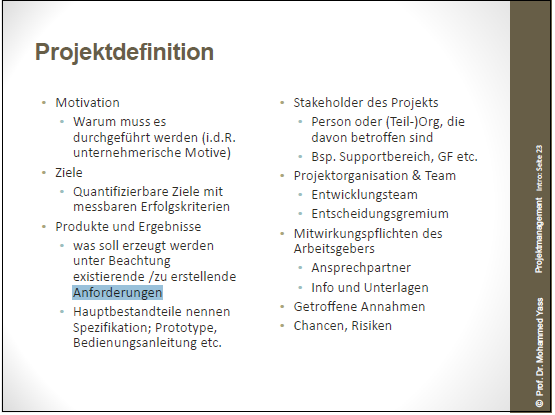 Projektdefinition
• Motivation
• Warum muss es
durchgeführt werden (i.d.R.
unternehmerische Motive)
• Ziele
• Quantifizierbare Ziele mit
messbaren Erfolgskriterien
• Produkte und Ergebnisse
• was soll erzeugt werden
unter Beachtung
existierende /zu erstellende
Anforderungen
• Hauptbestandteile nennen
Spezifikation; Prototype,
Bedienungsanleitung etc.
• Stakeholder des Projekts
• Person oder (Teil-)Org, die
davon betroffen sind
• Bsp. Supportbereich, GF etc.
• Projektorganisation & Team
• Entwicklungsteam
• Entscheidungsgremium
• Mitwirkungspflichten des
Arbeitsgebers
• Ansprechpartner
• Info und Unterlagen
• Getroffene Annahmen
• Chancen, Risiken
© Prof. Dr. Mohammed Yass Projektmanagement Intro: Seite 23